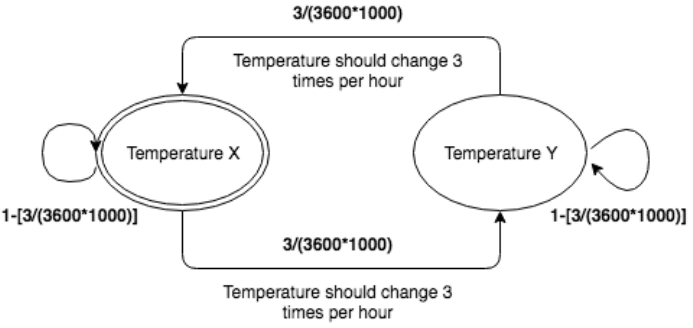 3/(3600*1000)
Temperature should change 3
times per hour
Temperature X
Temperature Y
1-[3/(3600*1000)]
1-[3/(3600*1000)]
3/(3600*1000)
Temperature should change 3
times per hour